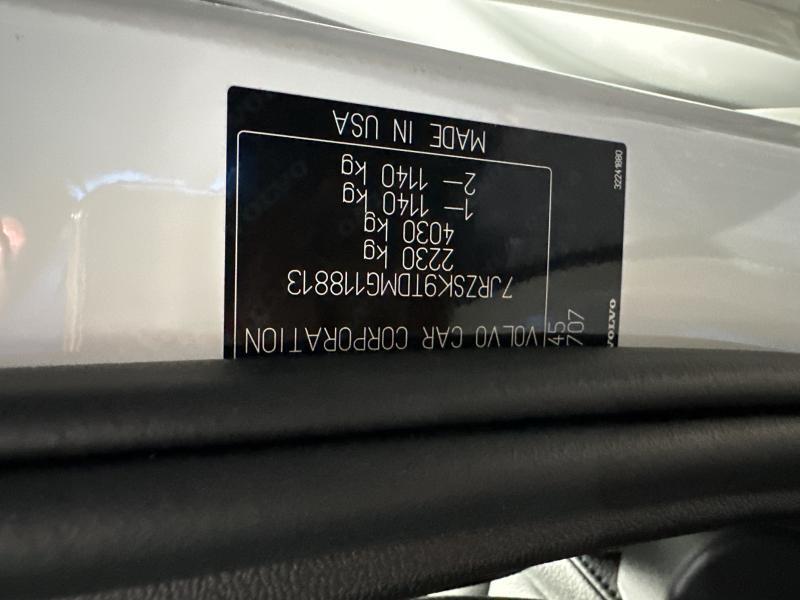 VOLVO CAR CORPORATION
7JRZSK9TDMG118813
2230 kg
4030 kg
1— 1140 kg
2— 1140 kg
MADE IN USA
45
707
VOLVO
32241880